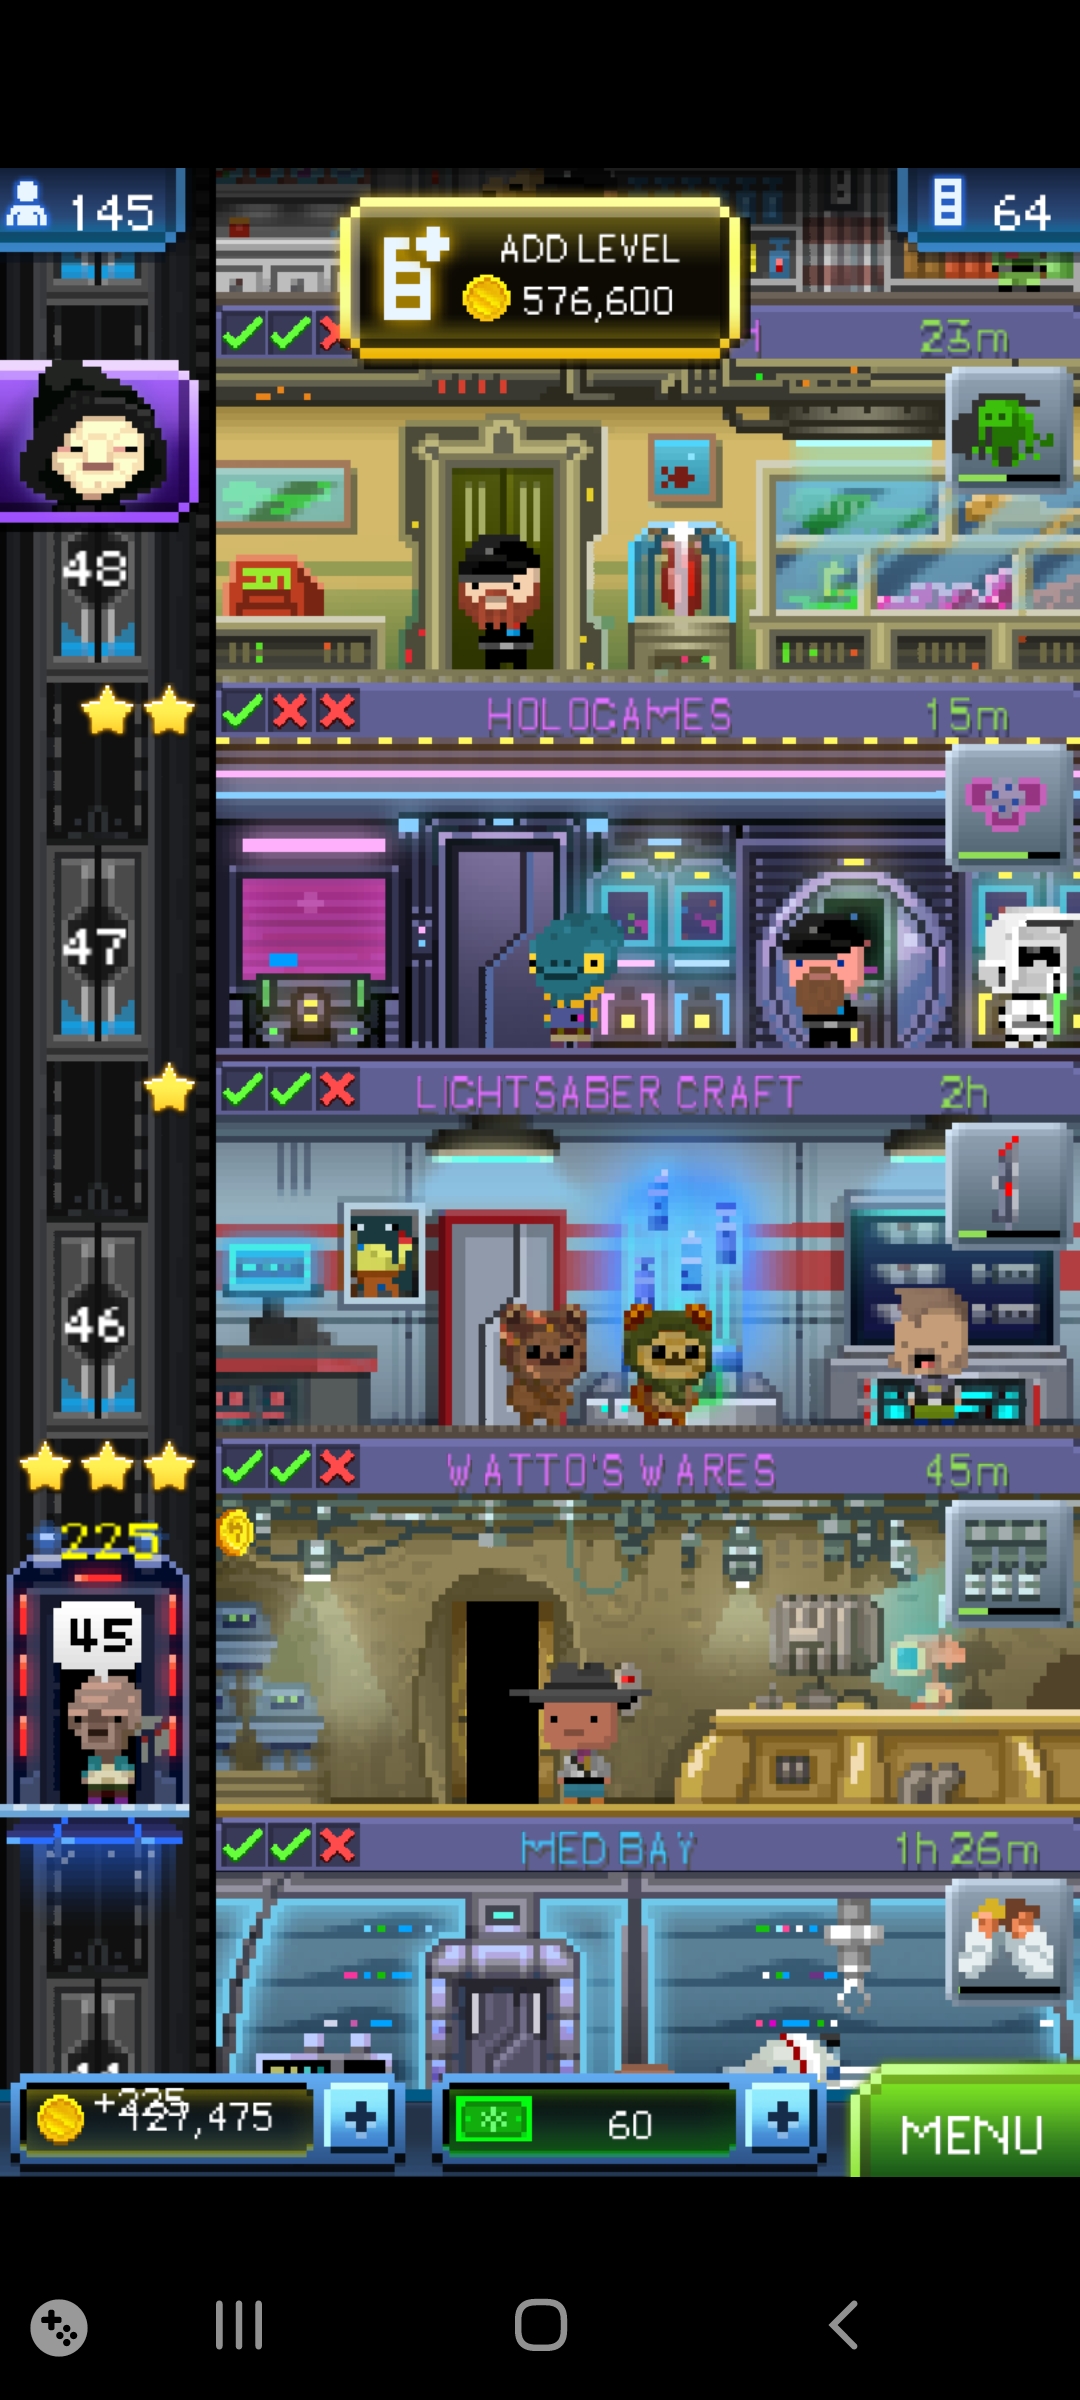 145
64
ADD LEVEL
576,600
23m
48
HOLOGAMES
15m
47
LIGHTSABER CRAFT
2h
46
WATTO'S WARES
45m
225
45
MED BAY
1h 26m
+225
127,475
60
MENU